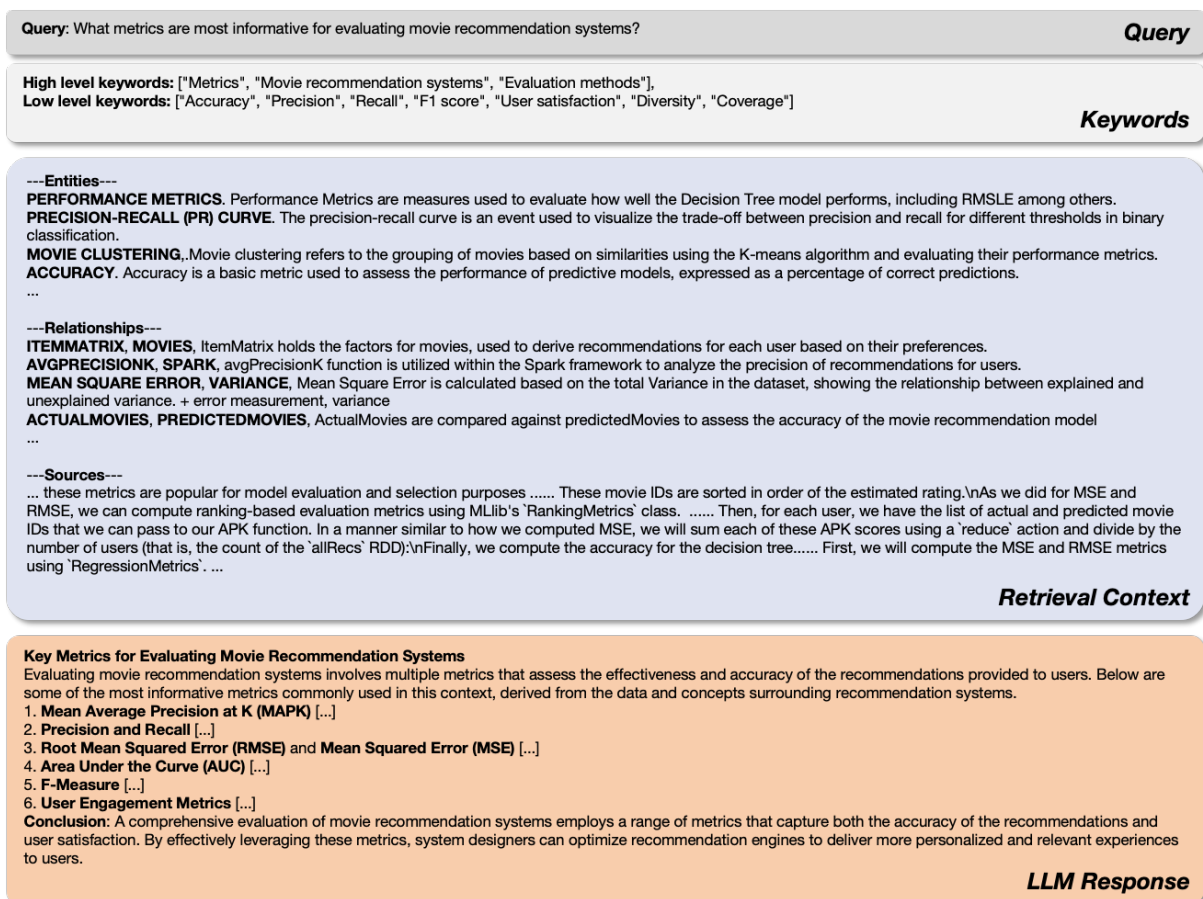 Query: What metrics are most informative for evaluating movie recommendation systems?
Query
High level keywords: ["Metrics", "Movie recommendation systems", "Evaluation methods"],
Low level keywords: ["Accuracy", "Precision", "Recall", "F1 score", "User satisfaction", "Diversity", "Coverage"]
Keywords
---Entities---
PERFORMANCE METRICS. Performance Metrics are measures used to evaluate how well the Decision Tree model performs, including RMSLE among others.
PRECISION-RECALL (PR) CURVE. The precision-recall curve is an event used to visualize the trade-off between precision and recall for different thresholds in binary
classification.
MOVIE CLUSTERING,.Movie clustering refers to the grouping of movies based on similarities using the K-means algorithm and evaluating their performance metrics.
ACCURACY. Accuracy is a basic metric used to assess the performance of predictive models, expressed as a percentage of correct predictions.
...
---Relationships---
ITEMMATRIX, MOVIES, ItemMatrix holds the factors for movies, used to derive recommendations for each user based on their preferences.
AVGPRECISIONK, SPARK, avgPrecisionK function is utilized within the Spark framework to analyze the precision of recommendations for users.
MEAN SQUARE ERROR, VARIANCE, Mean Square Error is calculated based on the total Variance in the dataset, showing the relationship between explained and
unexplained variance. + error measurement, variance
ACTUALMOVIES, PREDICTEDMOVIES, ActualMovies are compared against predictedMovies to assess the accuracy of the movie recommendation model
...
---Sources---
... these metrics are popular for model evaluation and selection purposes ...... These movie IDs are sorted in order of the estimated rating.\nAs we did for MSE and
RMSE, we can compute ranking-based evaluation metrics using MLlib's `RankingMetrics` class. ...... Then, for each user, we have the list of actual and predicted movie
IDs that we can pass to our APK function. In a manner similar to how we computed MSE, we will sum each of these APK scores using a `reduce` action and divide by the
number of users (that is, the count of the `allRecs` RDD):\nFinally, we compute the accuracy for the decision tree...... First, we will compute the MSE and RMSE metrics
using `RegressionMetrics`. ...
Retrieval Context
Key Metrics for Evaluating Movie Recommendation Systems
Evaluating movie recommendation systems involves multiple metrics that assess the effectiveness and accuracy of the recommendations provided to users. Below are
some of the most informative metrics commonly used in this context, derived from the data and concepts surrounding recommendation systems.
1. Mean Average Precision at K (MAPK) [...]
2. Precision and Recall [...]
3. Root Mean Squared Error (RMSE) and Mean Squared Error (MSE) [...]
4. Area Under the Curve (AUC) [...]
5. F-Measure [...]
6. User Engagement Metrics [...]
Conclusion: A comprehensive evaluation of movie recommendation systems employs a range of metrics that capture both the accuracy of the recommendations and
user satisfaction. By effectively leveraging these metrics, system designers can optimize recommendation engines to deliver more personalized and relevant experiences
to users.
LLM Response